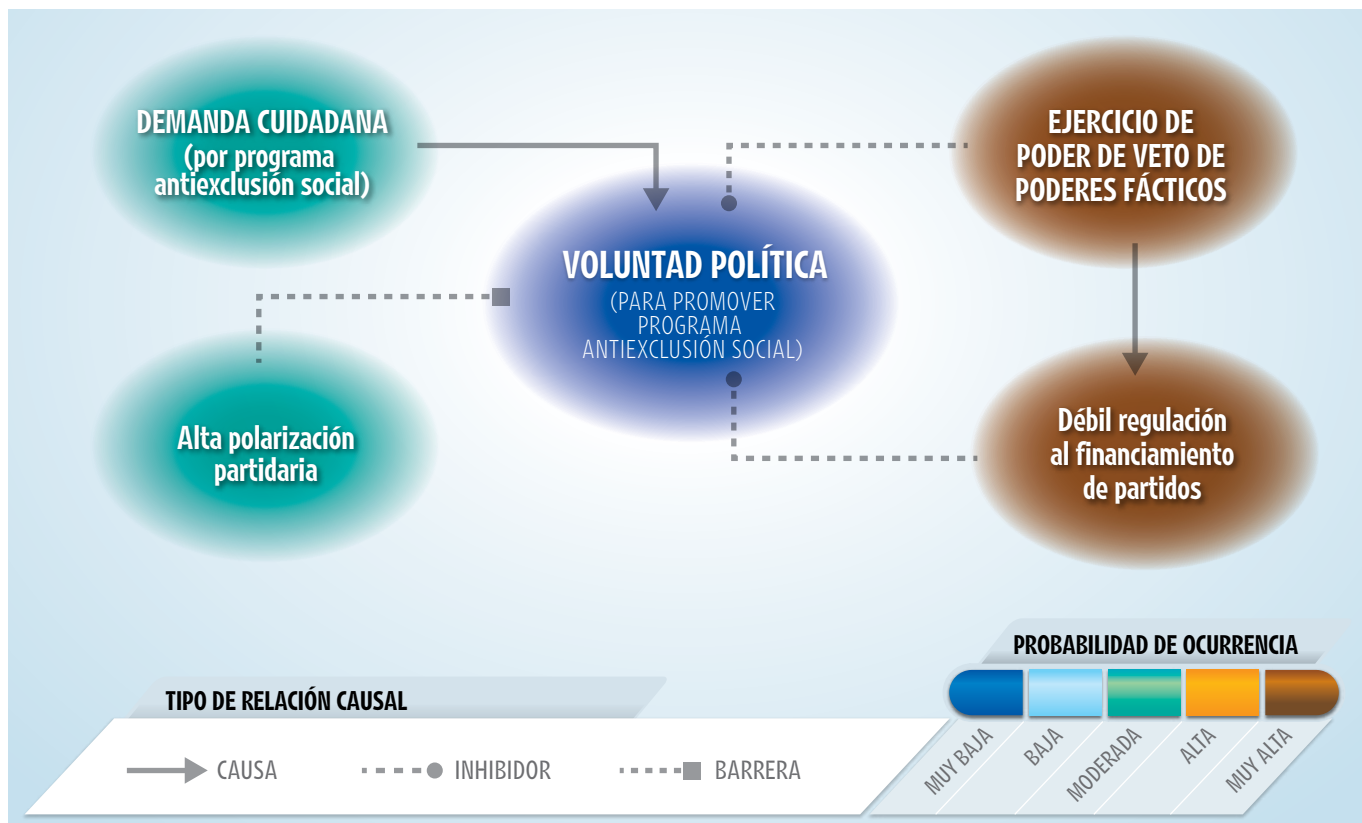 DEMANDA CUIDADANA
(por programa
antiexclusión social)
EJERCICIO DE
PODER DE VETO DE
PODERES FÁCTICOS
VOLUNTAD POLÍTICA
(PARA PROMOVER
PROGRAMA
ANTIEXCLUSIÓN SOCIAL)
Alta polarización
partidaria
Débil regulación
al financiamiento
de partidos
TIPO DE RELACIÓN CAUSAL
CAUSA
INHIBIDOR
BARRERA
PROBABILIDAD DE OCURRENCIA
MUY BAJA
BAJA
MODERADA
ALTA
MUY ALTA